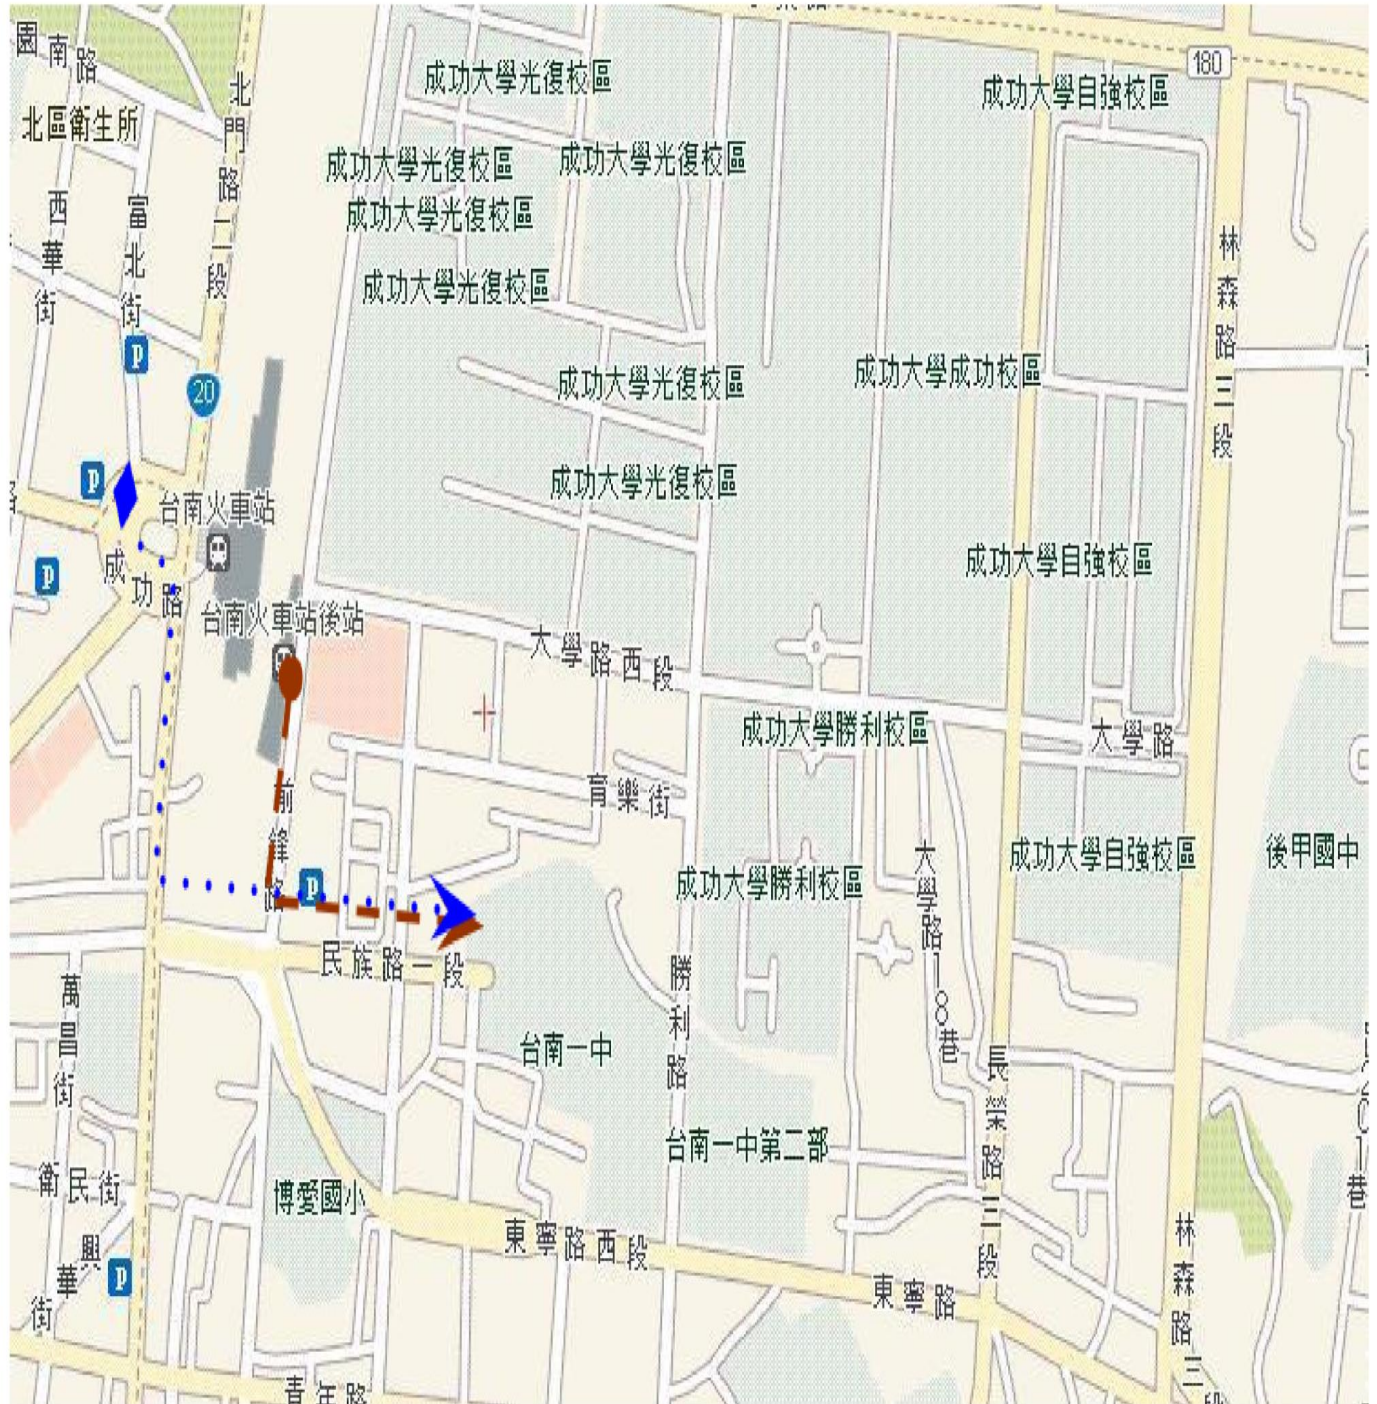 園南路
北區衛生所
北門路二段
西華街
富北街
成功大學光復校區
成功大學自強校區
180
成功大學光復校區
成功大學光復校區
成功大學光復校區
成功大學光復校區
林森路三段
P
20
成功大學光復校區
成功大學成功校區
P
成功大學光復校區
台南火車站
P
成功路
成功大學自強校區
台南火車站後站
大學路西段
成功大學勝利校區
大學路
前鋒路
育樂街
P
成功大學勝利校區
大學路18巷
成功大學自強校區
後甲國中
民族路一段
萬昌街
勝利路
台南一中
長榮路三段
台南一中第二部
衛民街
博愛國小
東寧路西段
林森路三段
興華街
P
東寧路
青年路